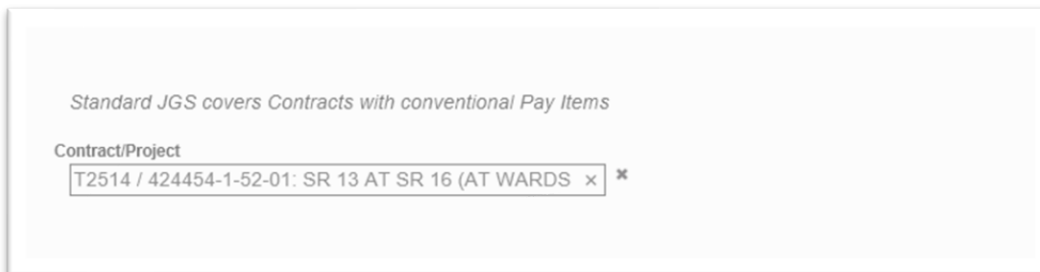 Standard JGS covers Contracts with conventional Pay Items
Contract/Project
T2514 / 424454-1-52-01: SR 13 AT SR 16 (AT WARDS × ✖